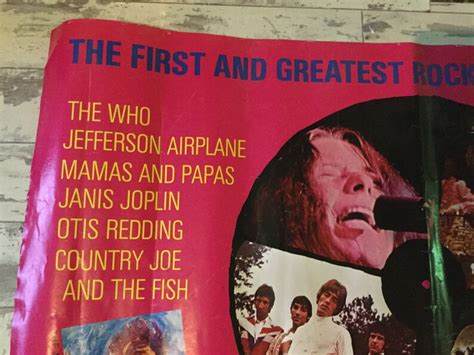 THE FIRST AND GREATEST ROCK
THE WHO
JEFFERSON AIRPLANE
MAMAS AND PAPAS
JANIS JOPLIN
OTIS REDDING
COUNTRY JOE
AND THE FISH